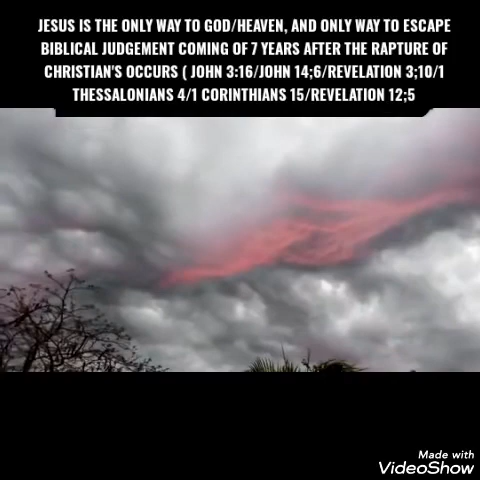 JESUS IS THE ONLY WAY TO GOD/HEAVEN, AND ONLY WAY TO ESCAPE
BIBLICAL JUDGEMENT COMING OF 7 YEARS AFTER THE RAPTURE OF
CHRISTIAN'S OCCURS ( JOHN 3:16/JOHN 14;6/REVELATION 3;10/1
THESSALONIANS 4/1 CORINTHIANS 15/REVELATION 12;5
Made with
VideoShow